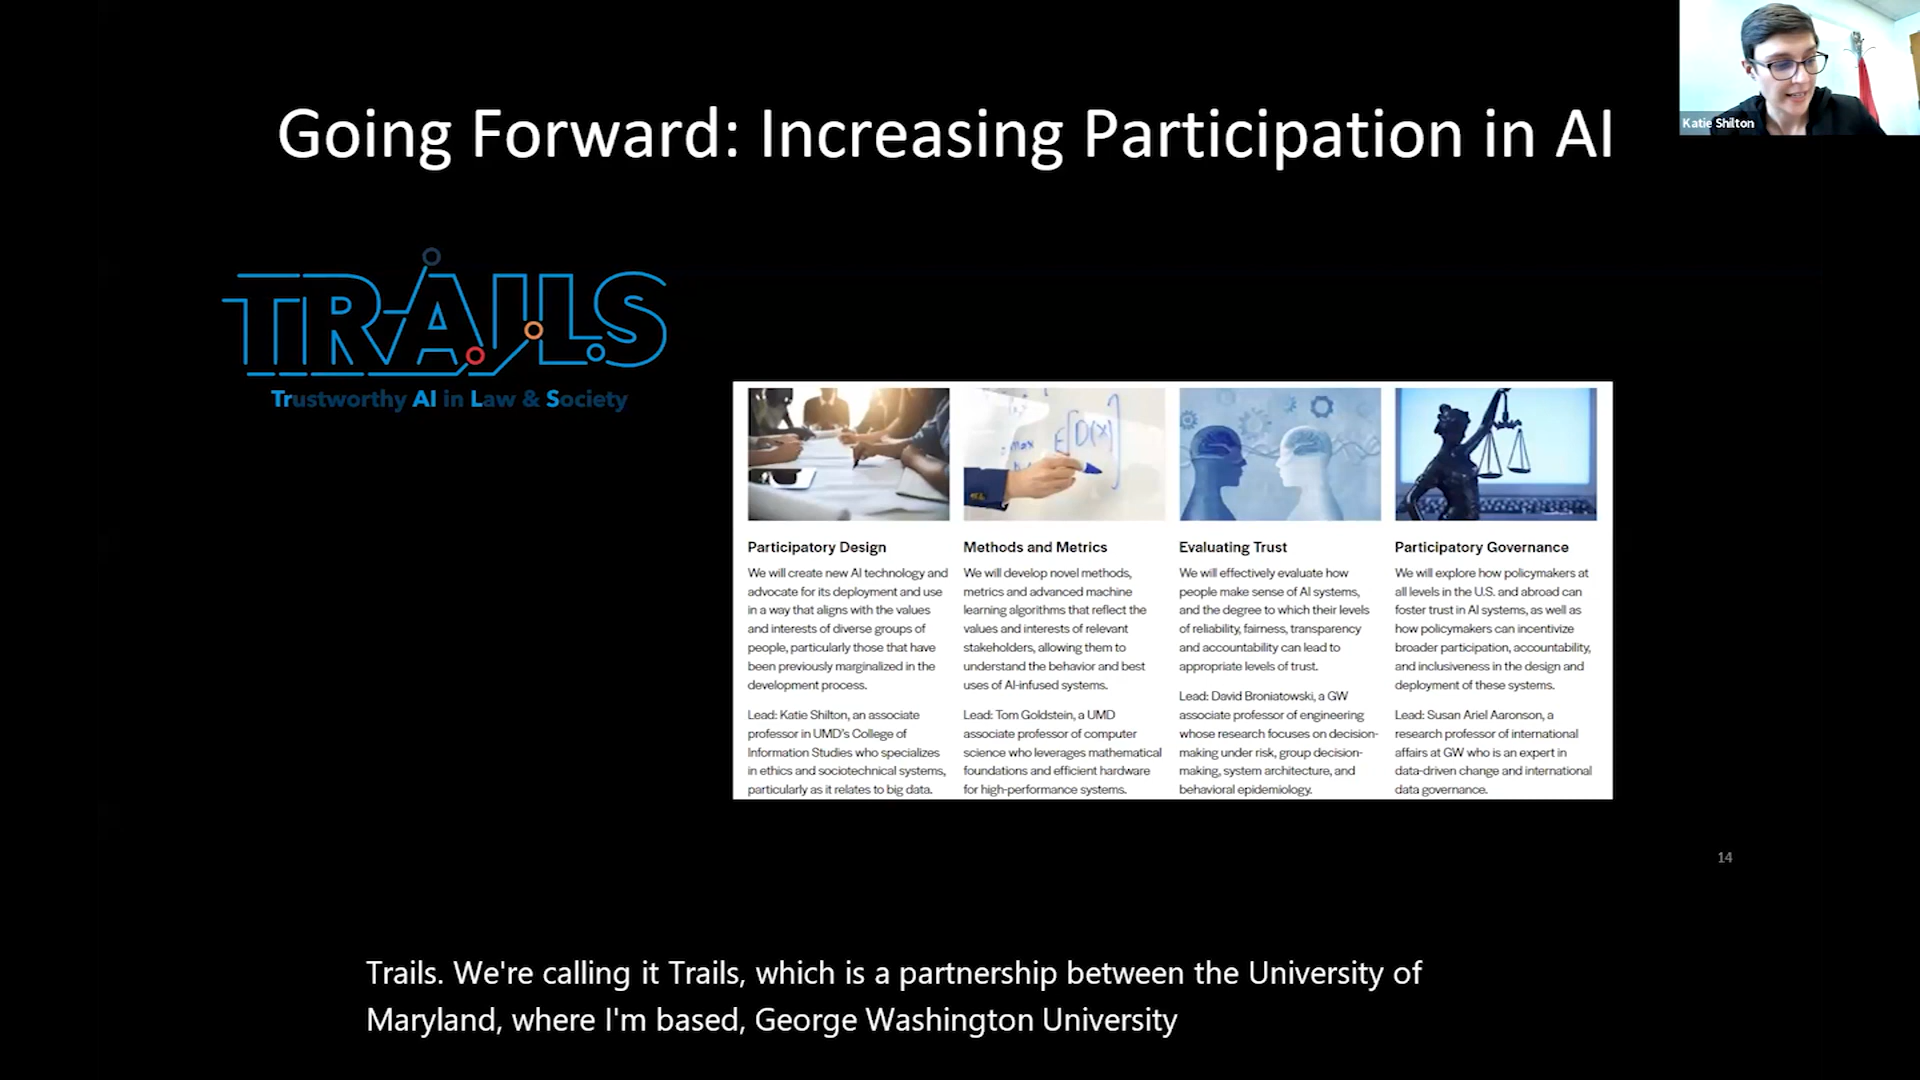 Going Forward: Increasing Participation in AI
Katie Shilton
TRAILS
Trustworthy AI in Law & Society
E[D(x)]
max
Participatory Design
We will create new AI technology and
advocate for its deployment and use
in a way that aligns with the values
and interests of diverse groups of
people, particularly those that have
been previously marginalized in the
development process.
Lead: Katie Shilton, an associate
professor in UMD's College of
Information Studies who specializes
in ethics and sociotechnical systems,
particularly as it relates to big data.
Methods and Metrics
We will develop novel methods,
metrics and advanced machine
learning algorithms that reflect the
values and interests of relevant
stakeholders, allowing them to
understand the behavior and best
uses of AI-infused systems.
Lead: Tom Goldstein, a UMD
associate professor of computer
science who leverages mathematical
foundations and efficient hardware
for high-performance systems.
Evaluating Trust
We will effectively evaluate how
people make sense of AI systems,
and the degree to which their levels
of reliability, fairness, transparency
and accountability can lead to
appropriate levels of trust.
Lead: David Broniatowski, a GW
associate professor of engineering
whose research focuses on decision-
making under risk, group decision-
making, system architecture, and
behavioral epidemiology.
Participatory Governance
We will explore how policymakers at
all levels in the U.S. and abroad can
foster trust in AI systems, as well as
how policymakers can incentivize
broader participation, accountability,
and inclusiveness in the design and
deployment of these systems.
Lead: Susan Ariel Aaronson, a
research professor of international
affairs at GW who is an expert in
data-driven change and international
data governance.
14
Trails. We're calling it Trails, which is a partnership between the University of
Maryland, where I'm based, George Washington University